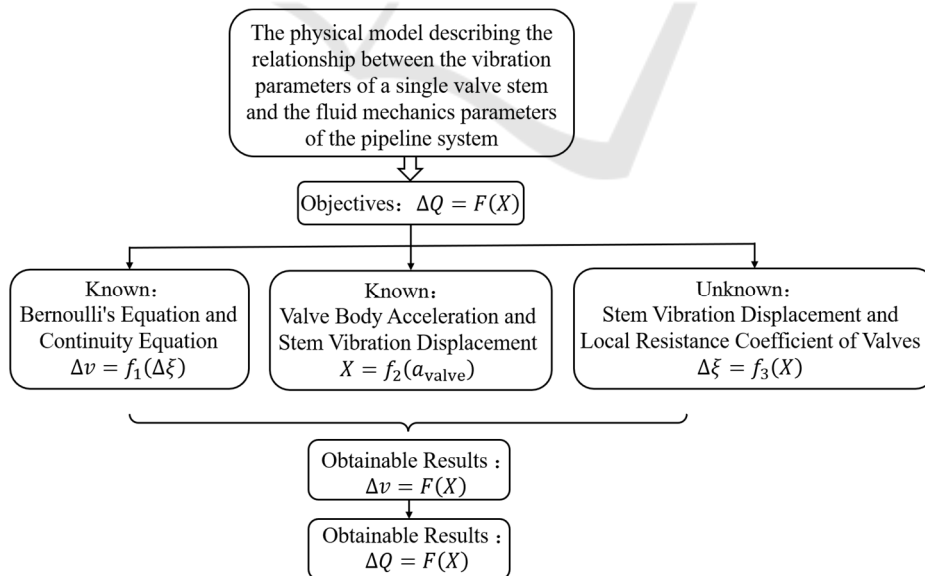 The physical model describing the
relationship between the vibration
parameters of a single valve stem
and the fluid mechanics parameters
of the pipeline system
Objectives：ΔQ = F(X)
Known：
Bernoulli's Equation and
Continuity Equation
Δv = f₁(Δξ)
Known：
Valve Body Acceleration and
Stem Vibration Displacement
X = f₂(a_valve)
Unknown：
Stem Vibration Displacement and
Local Resistance Coefficient of Valves
Δξ = f₃(X)
Obtainable Results：
Δv = F(X)
Obtainable Results：
ΔQ = F(X)